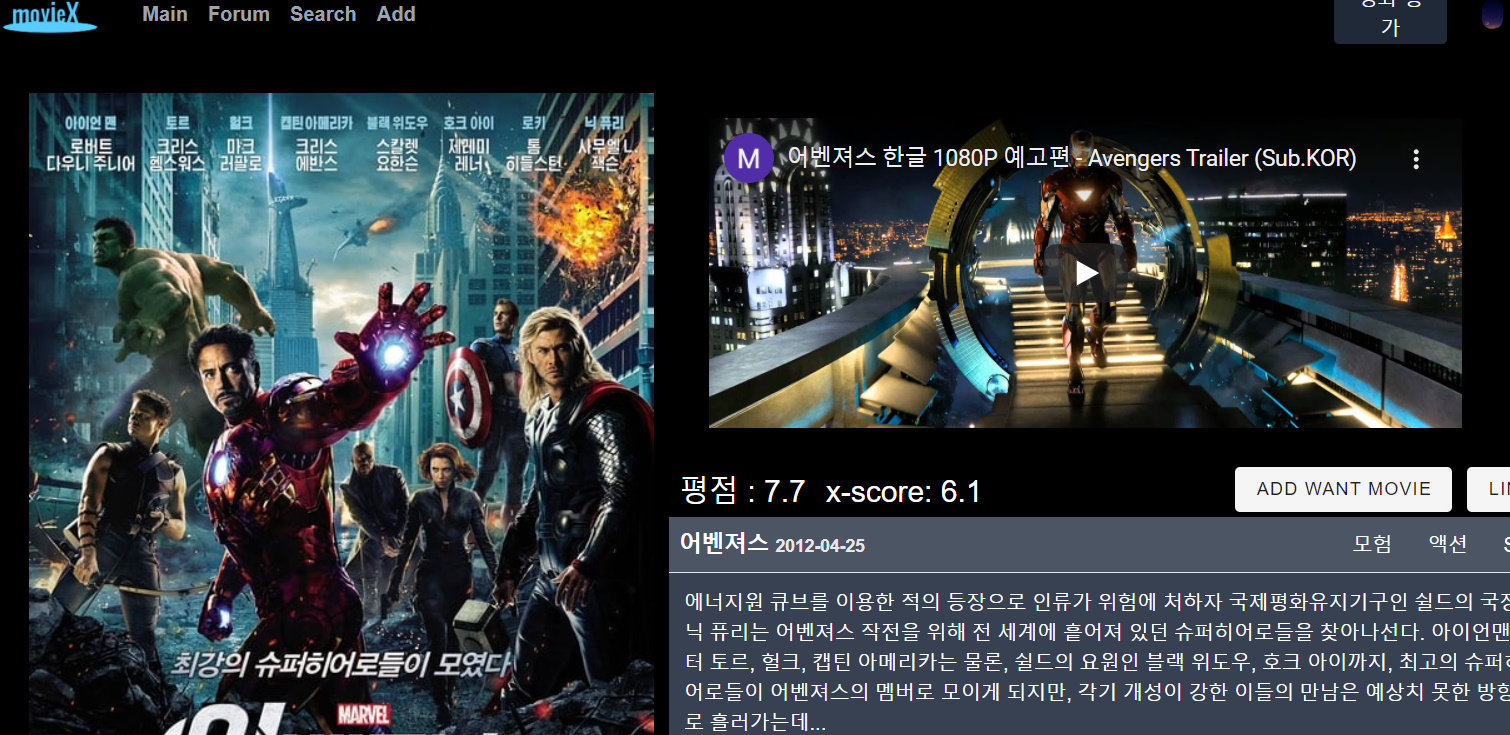 movieX
Main Forum Search Add
가
아이언 맨 토르 헐크 캡틴 아메리카 블랙 위도우 호크 아이 로키 닉 퓨리
로버트 크리스 마크 크리스 스칼렛 제레미 톰 사무엘 L.
다우니 주니어 헴스워스 러팔로 에반스 요한슨 레너 히들스턴 잭슨
최강의 슈퍼히어로들이 모였다
MARVEL
M 어벤져스 한글 1080P 예고편 - Avengers Trailer (Sub.KOR)
평점 : 7.7 x-score: 6.1
ADD WANT MOVIE
어벤져스 2012-04-25
모험 액션
에너지원 큐브를 이용한 적의 등장으로 인류가 위험에 처하자 국제평화유지기구인 쉴드의 국장
닉 퓨리는 어벤져스 작전을 위해 전 세계에 흩어져 있던 슈퍼히어로들을 찾아나선다. 아이언맨
터 토르, 헐크, 캡틴 아메리카는 물론, 쉴드의 요원인 블랙 위도우, 호크 아이까지, 최고의 슈퍼히
어로들이 어벤져스의 멤버로 모이게 되지만, 각기 개성이 강한 이들의 만남은 예상치 못한 방향
로 흘러가는데...